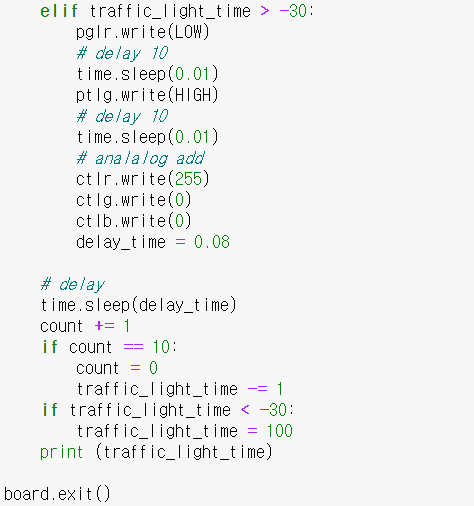 elif traffic_light_time > -30:
pglr.write(LOW)
# delay 10
time.sleep(0.01)
ptlg.write(HIGH)
# delay 10
time.sleep(0.01)
# analalog add
ctlr.write(255)
ctlg.write(0)
ctlb.write(0)
delay_time = 0.08
# delay
time.sleep(delay_time)
count += 1
if count == 10:
count = 0
traffic_light_time -= 1
if traffic_light_time < -30:
traffic_light_time = 100
print (traffic_light_time)
board.exit()